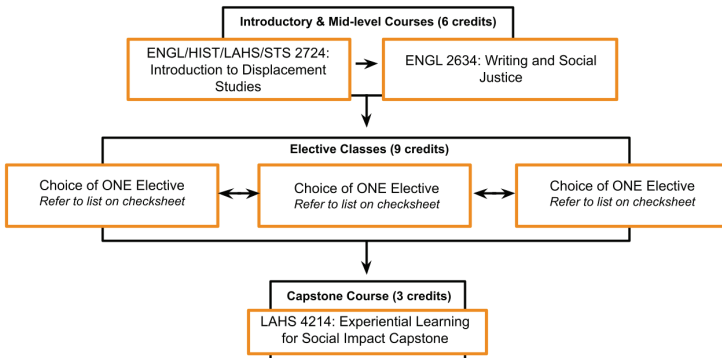 Introductory & Mid-level Courses (6 credits)
ENGL/HIST/LAHS/STS 2724:
Introduction to Displacement
Studies
ENGL 2634: Writing and Social
Justice
Elective Classes (9 credits)
Choice of ONE Elective
Refer to list on checksheet
Choice of ONE Elective
Refer to list on checksheet
Choice of ONE Elective
Refer to list on checksheet
Capstone Course (3 credits)
LAHS 4214: Experiential Learning
for Social Impact Capstone